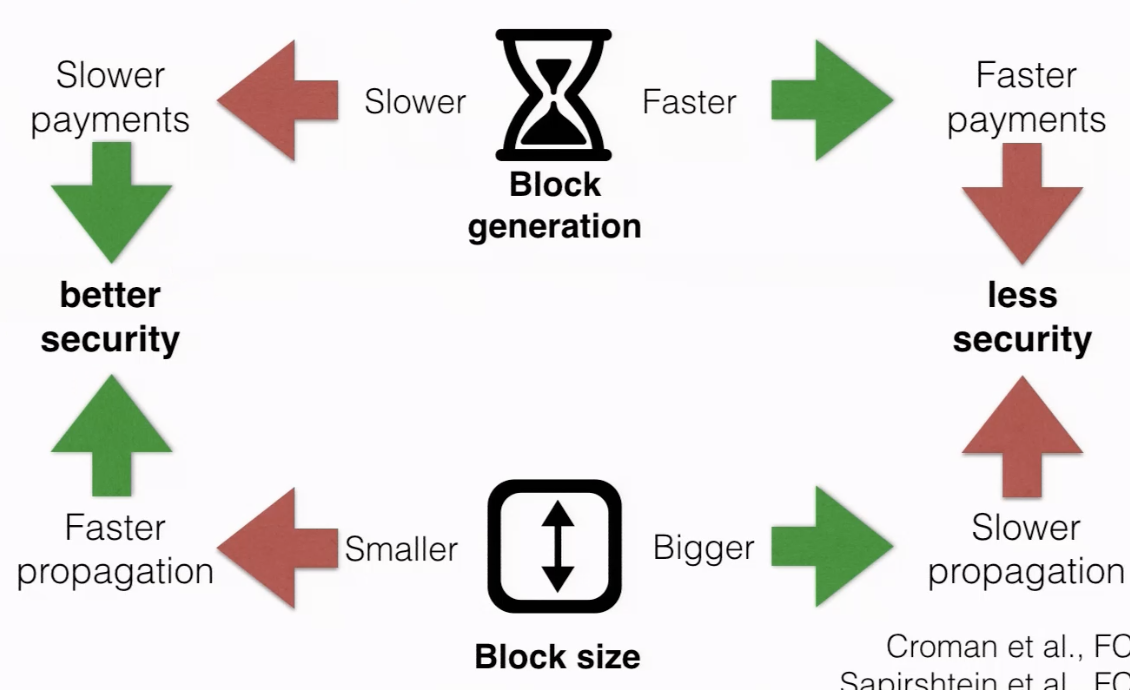 Slower
payments
Slower
Faster
Faster
payments
Block
generation
better
security
less
security
Faster
propagation
Smaller
Bigger
Slower
propagation
Block size
Croman et al., FC
Sapirshtein et al., FC